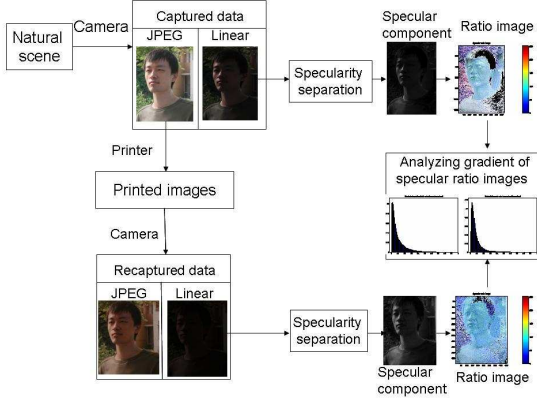 Natural
scene
Camera
Captured data
JPEG Linear
Specularity
separation
Specular
component
Ratio image
Printer
Printed images
Camera
Analyzing gradient of
specular ratio images
Recaptured data
JPEG Linear
Specularity
separation
Specular
component
Ratio image